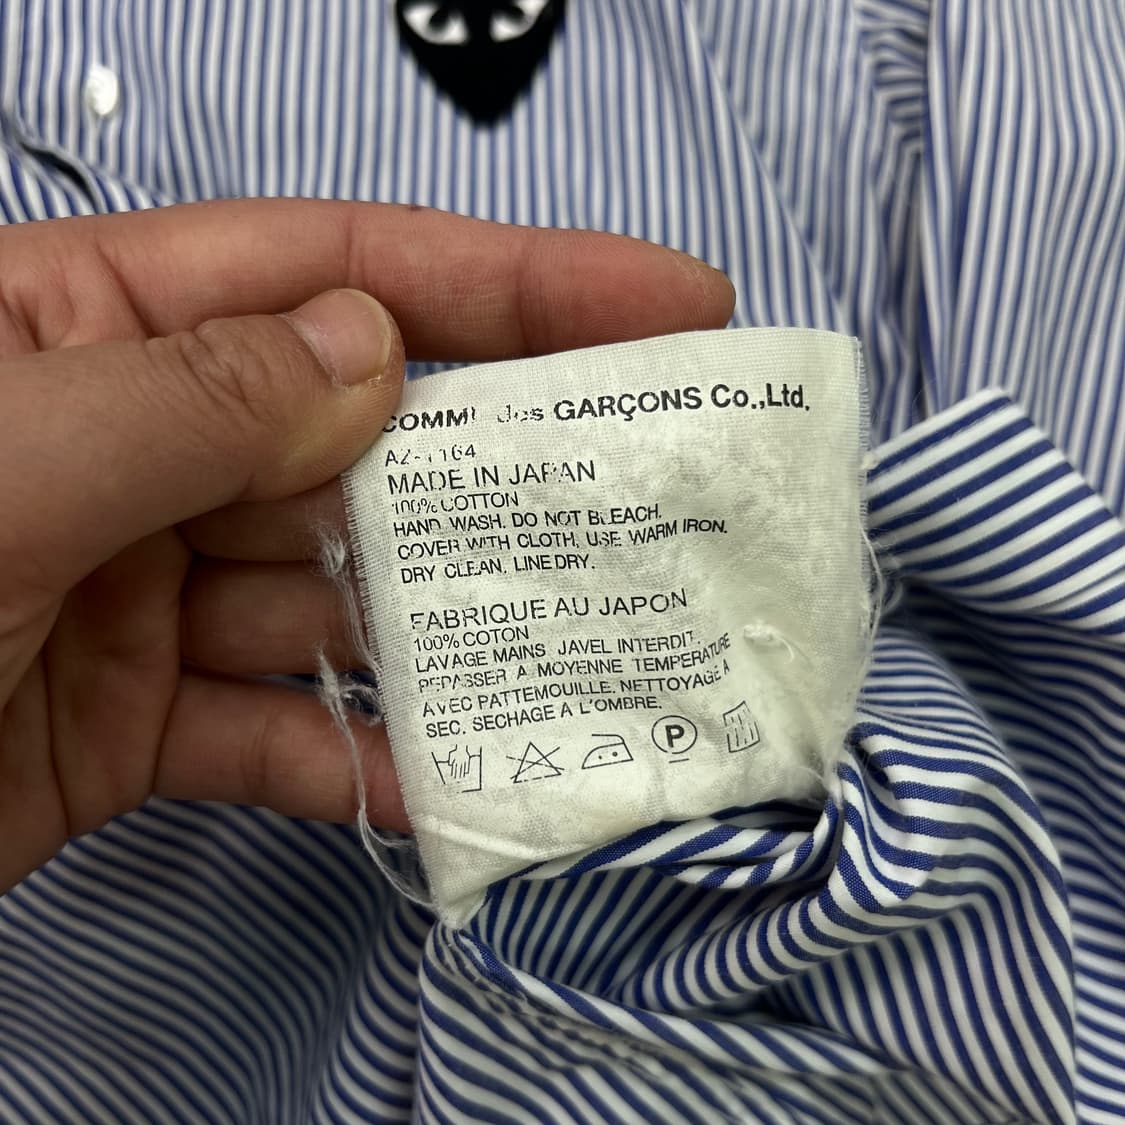 COMME des GARÇONS Co.,Ltd.
MADE IN JAPAN
100% COTTON
HAND WASH. DO NOT BLEACH.
COVER WITH CLOTH, USE WARM IRON.
DRY CLEAN, LINE DRY.
FABRIQUE AU JAPON
100% COTON
LAVAGE MAINS, JAVEL INTERDIT.
REPASSER A MOYENNE TEMPERATURE
AVEC PATTEMOUILLE. NETTOYAGE A
SEC. SECHAGE A L'OMBRE.
P